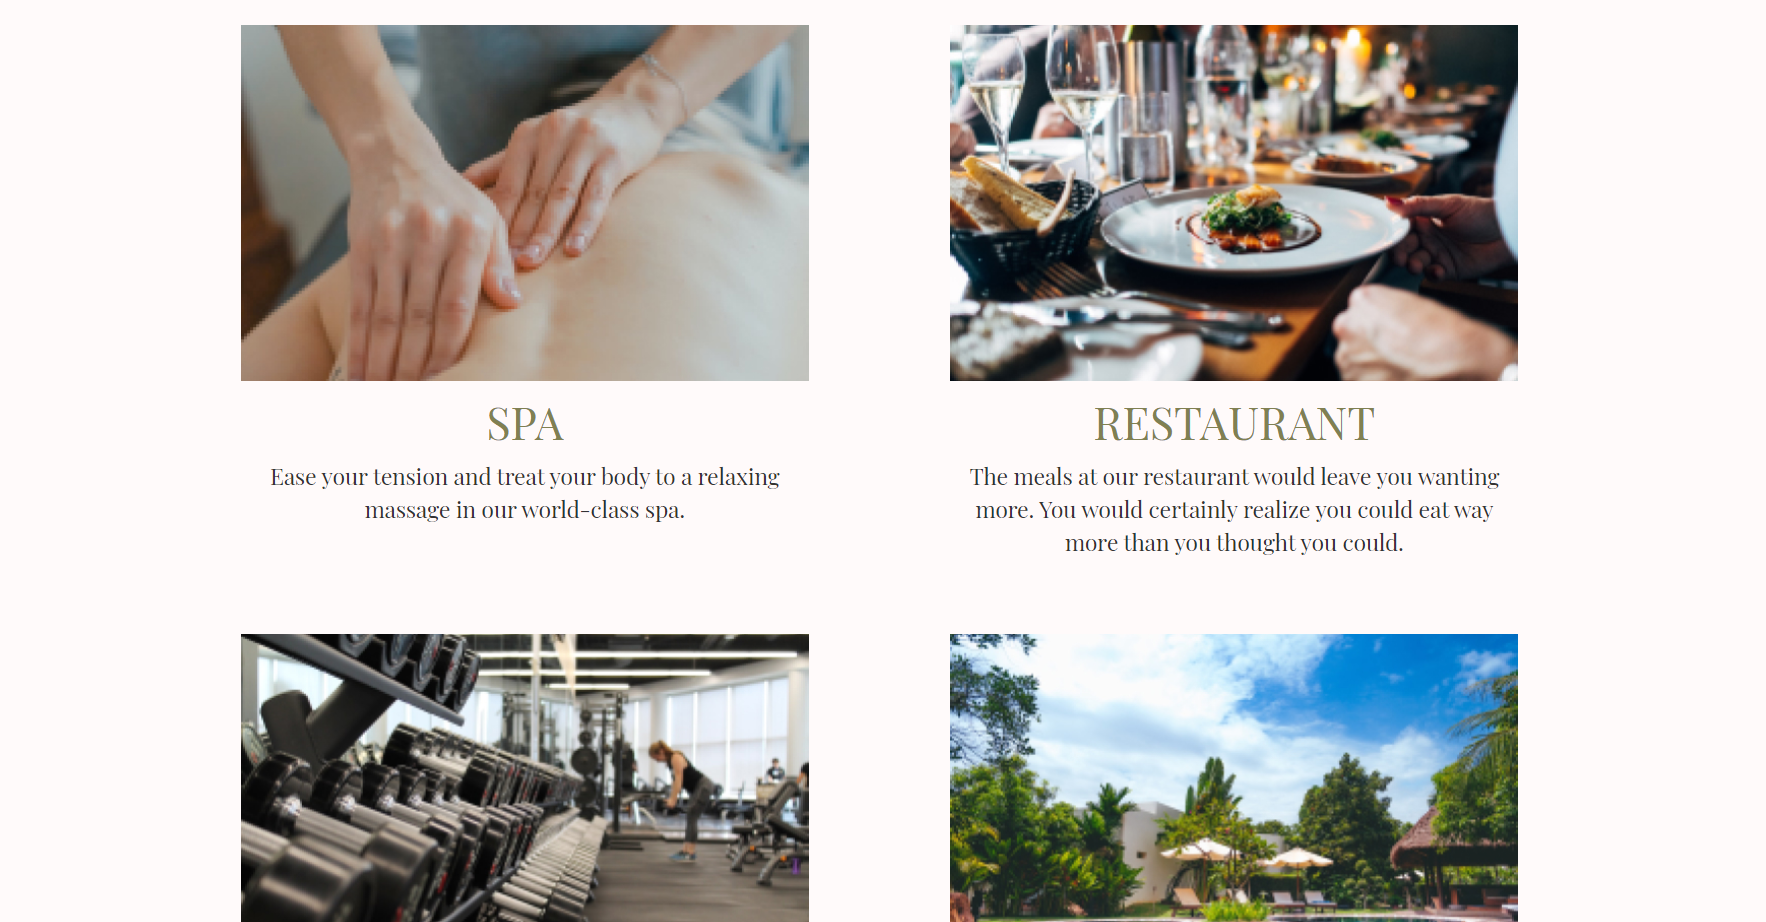 SPA
Ease your tension and treat your body to a relaxing
massage in our world-class spa.
RESTAURANT
The meals at our restaurant would leave you wanting
more. You would certainly realize you could eat way
more than you thought you could.